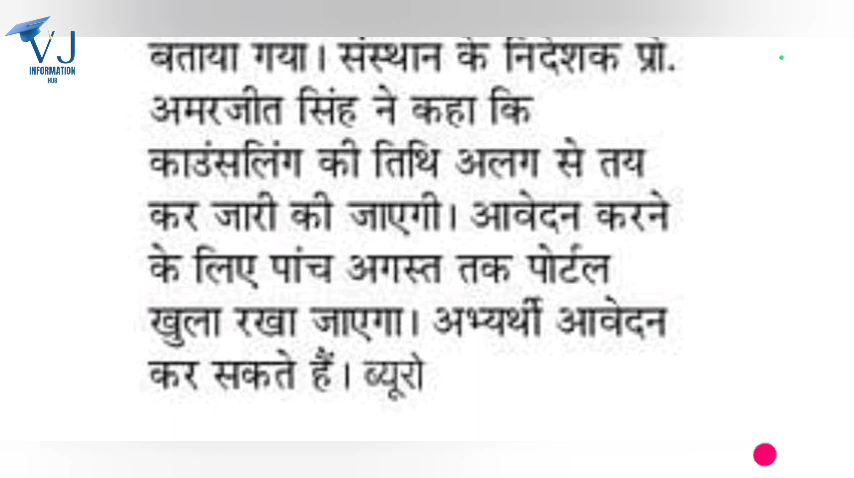 VJ
INFORMATION
HUB
बताया गया। संस्थान के निदेशक प्रो.
अमरजीत सिंह ने कहा कि
काउंसलिंग की तिथि अलग से तय
कर जारी की जाएगी। आवेदन करने
के लिए पांच अगस्त तक पोर्टल
खुला रखा जाएगा। अभ्यर्थी आवेदन
कर सकते हैं। ब्यूरो